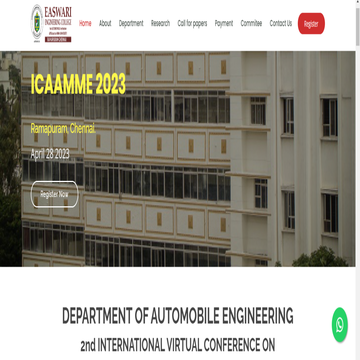 EASWARI
ENGINEERING COLLEGE
Home
About
Department
Research
Call for papers
Payment
Commitee
Contact Us
Register
ICAAMME 2023
Ramapuram, Chennai.
April 28 2023
Register Now
DEPARTMENT OF AUTOMOBILE ENGINEERING
2nd INTERNATIONAL VIRTUAL CONFERENCE ON